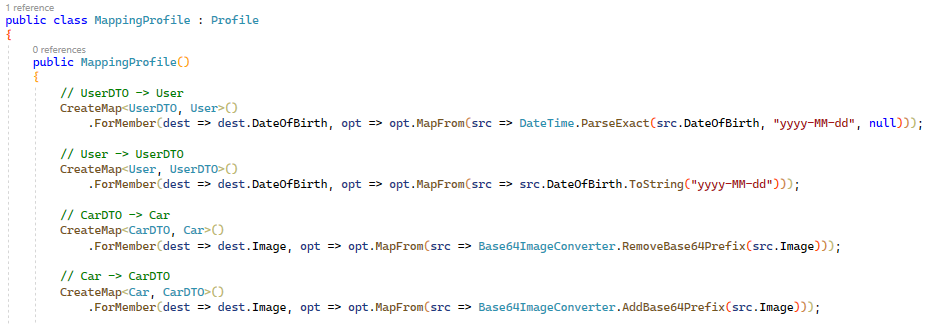 1 reference
public class MappingProfile : Profile
{
0 references
public MappingProfile()
{
// UserDTO -> User
CreateMap<UserDTO, User>()
.ForMember(dest => dest.DateOfBirth, opt => opt.MapFrom(src => DateTime.ParseExact(src.DateOfBirth, "yyyy-MM-dd", null)));
// User -> UserDTO
CreateMap<User, UserDTO>()
.ForMember(dest => dest.DateOfBirth, opt => opt.MapFrom(src => src.DateOfBirth.ToString("yyyy-MM-dd")));
// CarDTO -> Car
CreateMap<CarDTO, Car>()
.ForMember(dest => dest.Image, opt => opt.MapFrom(src => Base64ImageConverter.RemoveBase64Prefix(src.Image)));
// Car -> CarDTO
CreateMap<Car, CarDTO>()
.ForMember(dest => dest.Image, opt => opt.MapFrom(src => Base64ImageConverter.AddBase64Prefix(src.Image)));